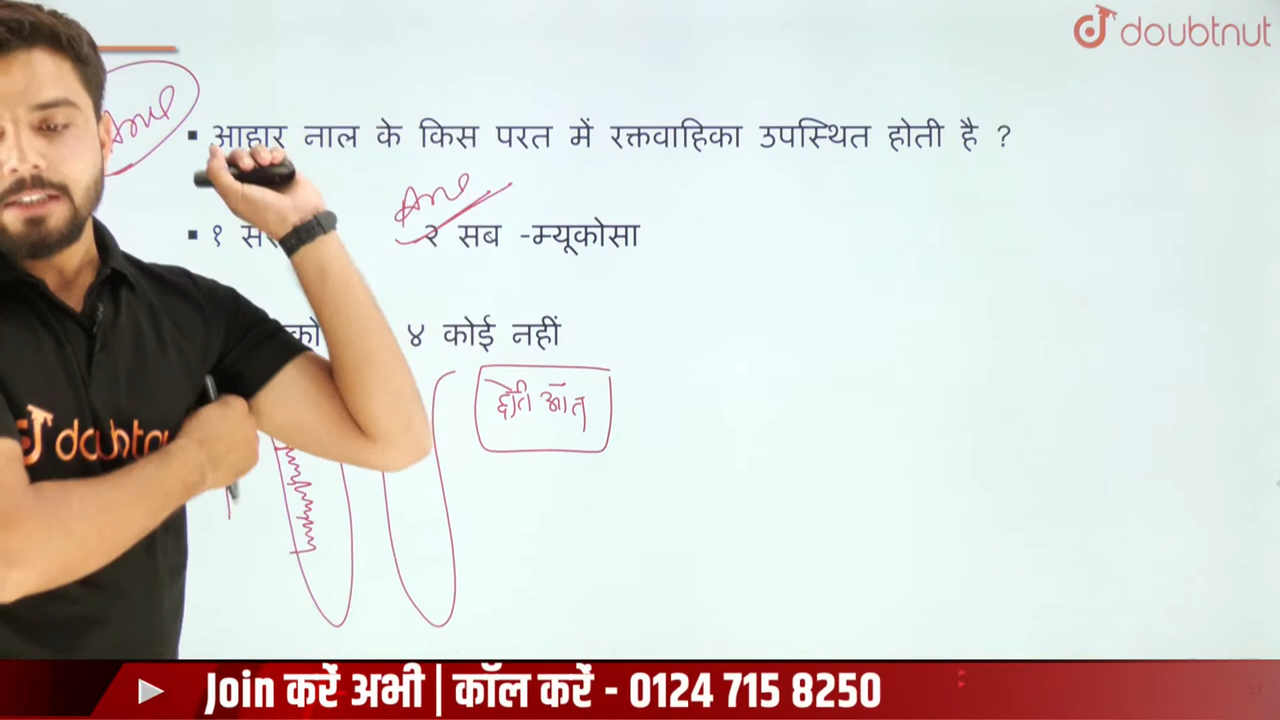 doubtnut
Ans
▪ आहार नाल के किस परत में रक्तवाहिका उपस्थित होती है ?
Ans
▪ १ २ सब -म्यूकोसा
४ कोई नहीं
छोटी आँत
doubtnut
Join करें अभी | कॉल करें - 0124 715 8250
13